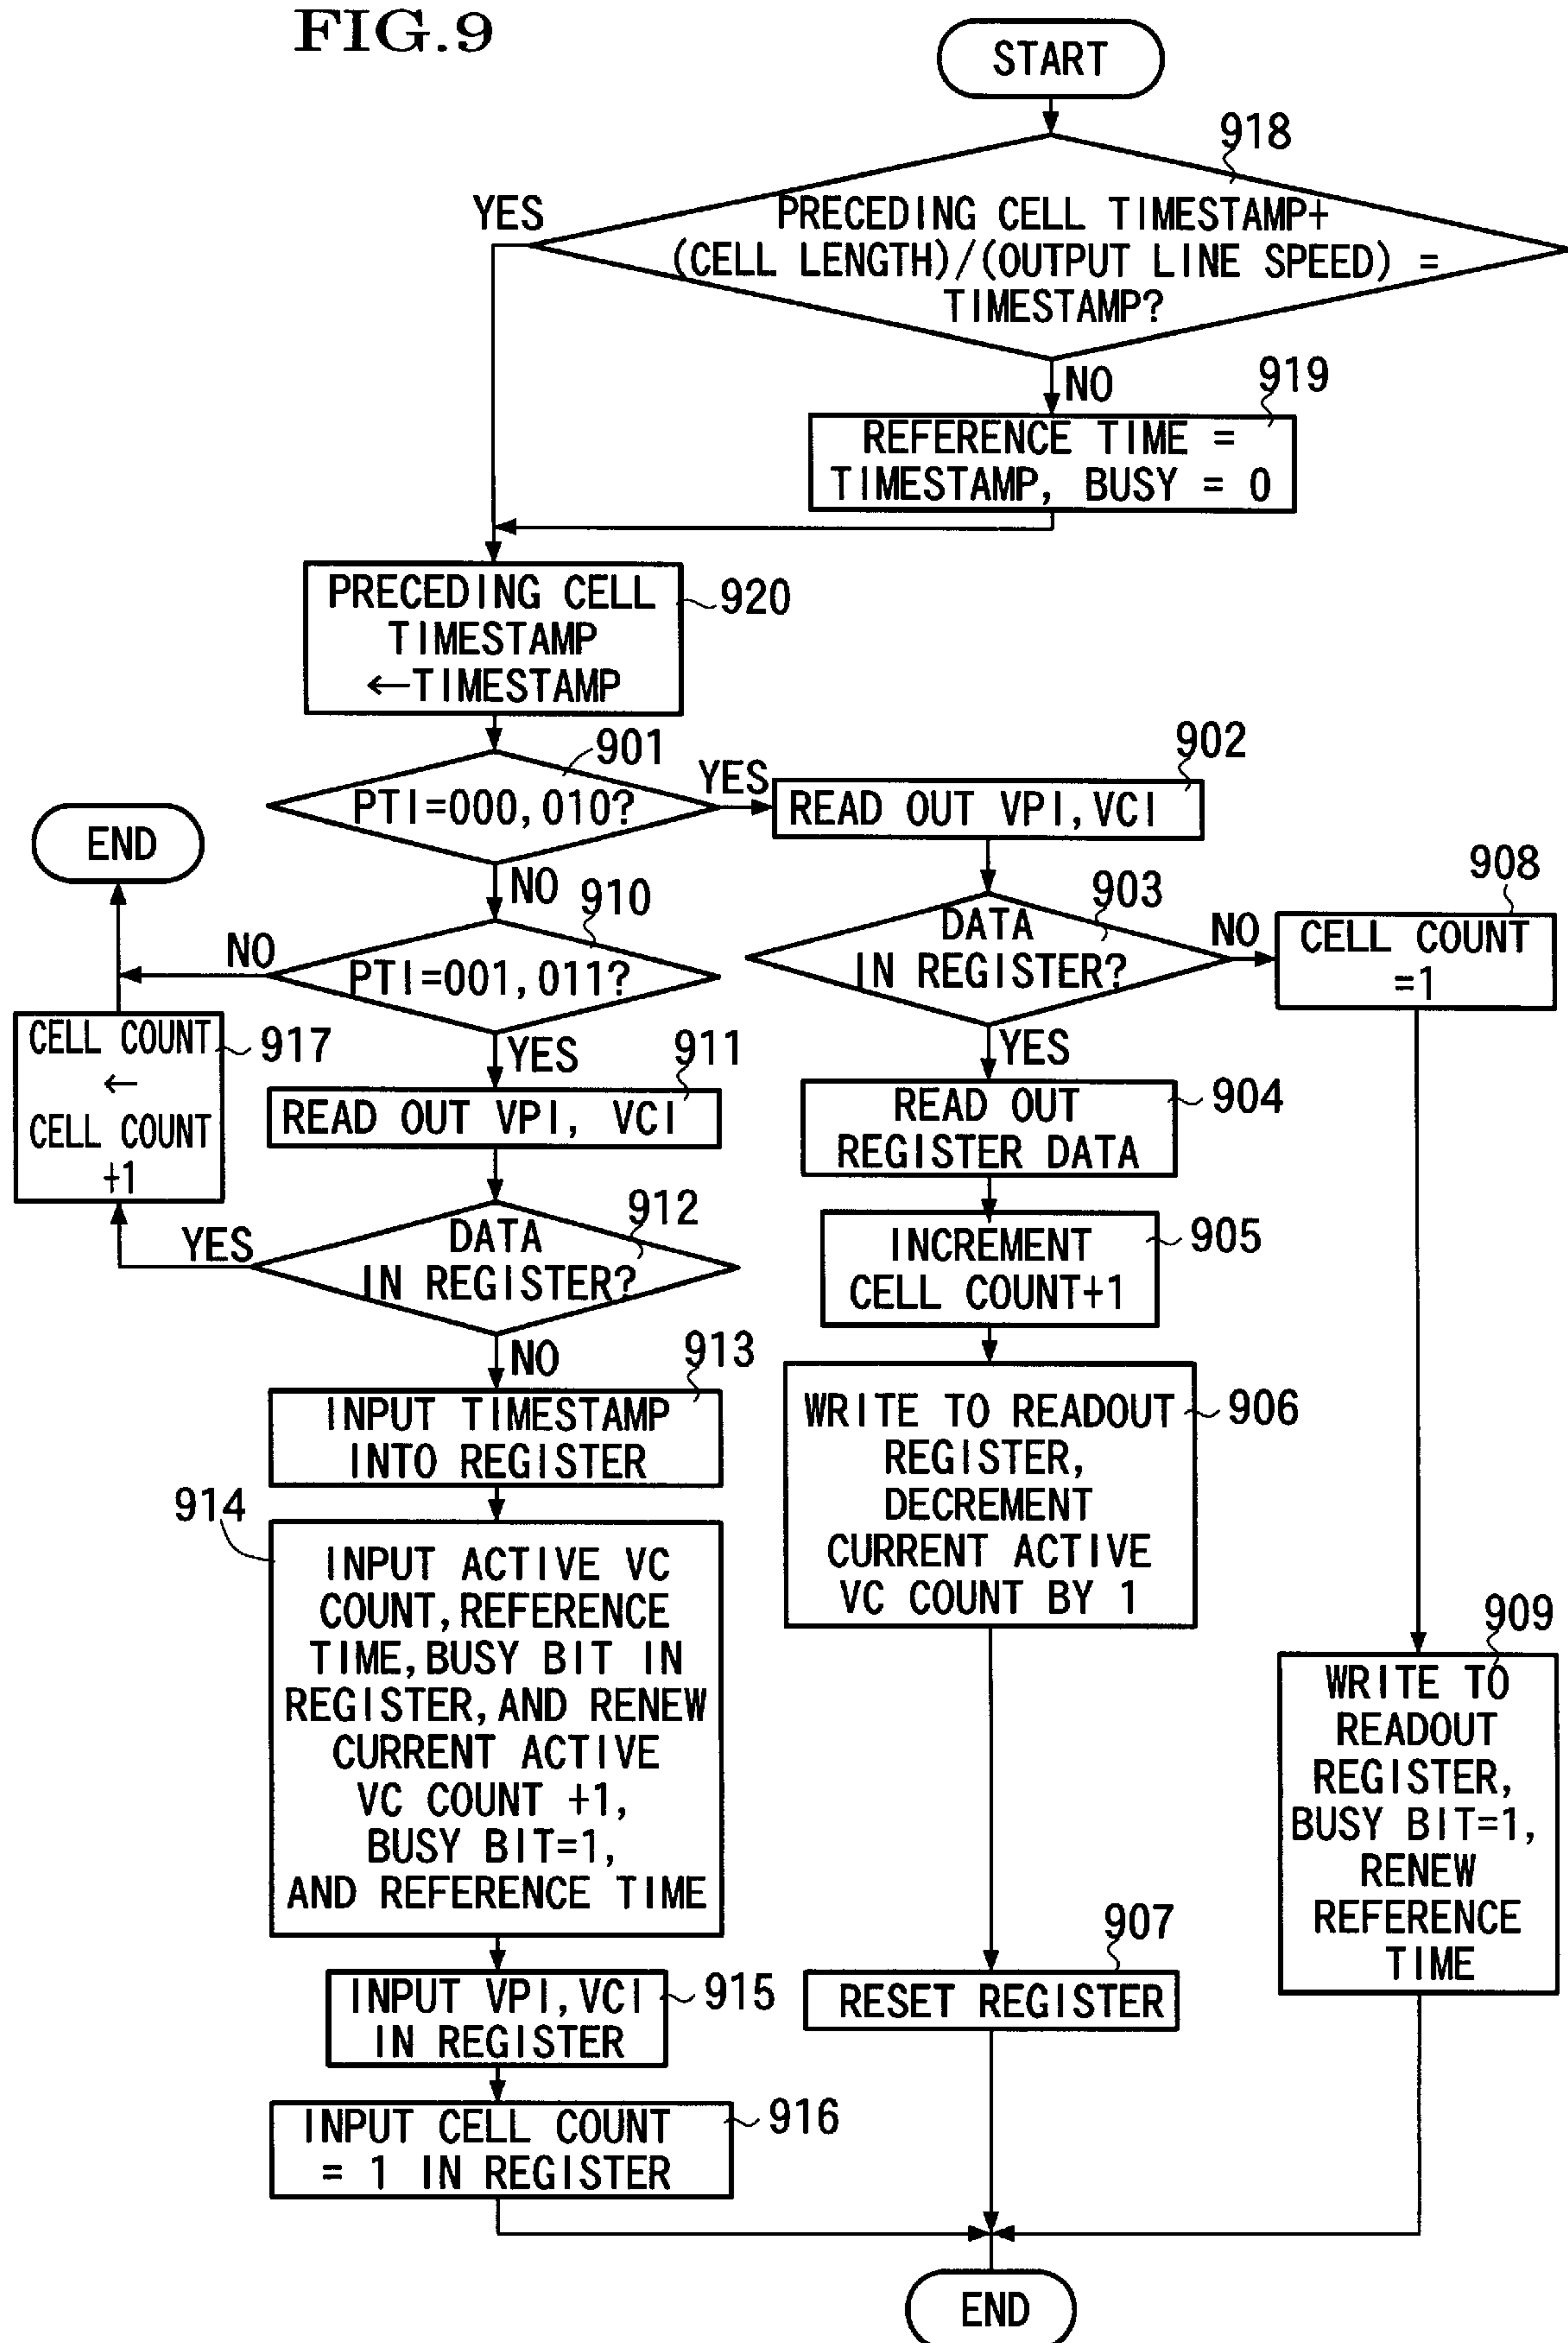 FIG.9
START
918
YES
PRECEDING CELL TIMESTAMP+
(CELL LENGTH)/(OUTPUT LINE SPEED) =
TIMESTAMP?
NO
919
REFERENCE TIME =
TIMESTAMP, BUSY = 0
PRECEDING CELL
TIMESTAMP
←TIMESTAMP
920
901
PTI=000,010?
YES
902
READ OUT VPI,VCI
END
NO
910
PTI=001,011?
NO
903
DATA
IN REGISTER?
NO
908
CELL COUNT
=1
CELL COUNT
←
CELL COUNT
+1
917
YES
911
READ OUT VPI, VCI
YES
READ OUT
REGISTER DATA
904
912
DATA
IN REGISTER?
YES
INCREMENT
CELL COUNT+1
905
NO
913
INPUT TIMESTAMP
INTO REGISTER
WRITE TO READOUT
REGISTER,
DECREMENT
CURRENT ACTIVE
VC COUNT BY 1
906
914
INPUT ACTIVE VC
COUNT,REFERENCE
TIME,BUSY BIT IN
REGISTER,AND RENEW
CURRENT ACTIVE
VC COUNT +1,
BUSY BIT=1,
AND REFERENCE TIME
909
WRITE TO
READOUT
REGISTER,
BUSY BIT=1,
RENEW
REFERENCE
TIME
907
RESET REGISTER
INPUT VPI,VCI
IN REGISTER
915
INPUT CELL COUNT
= 1 IN REGISTER
916
END